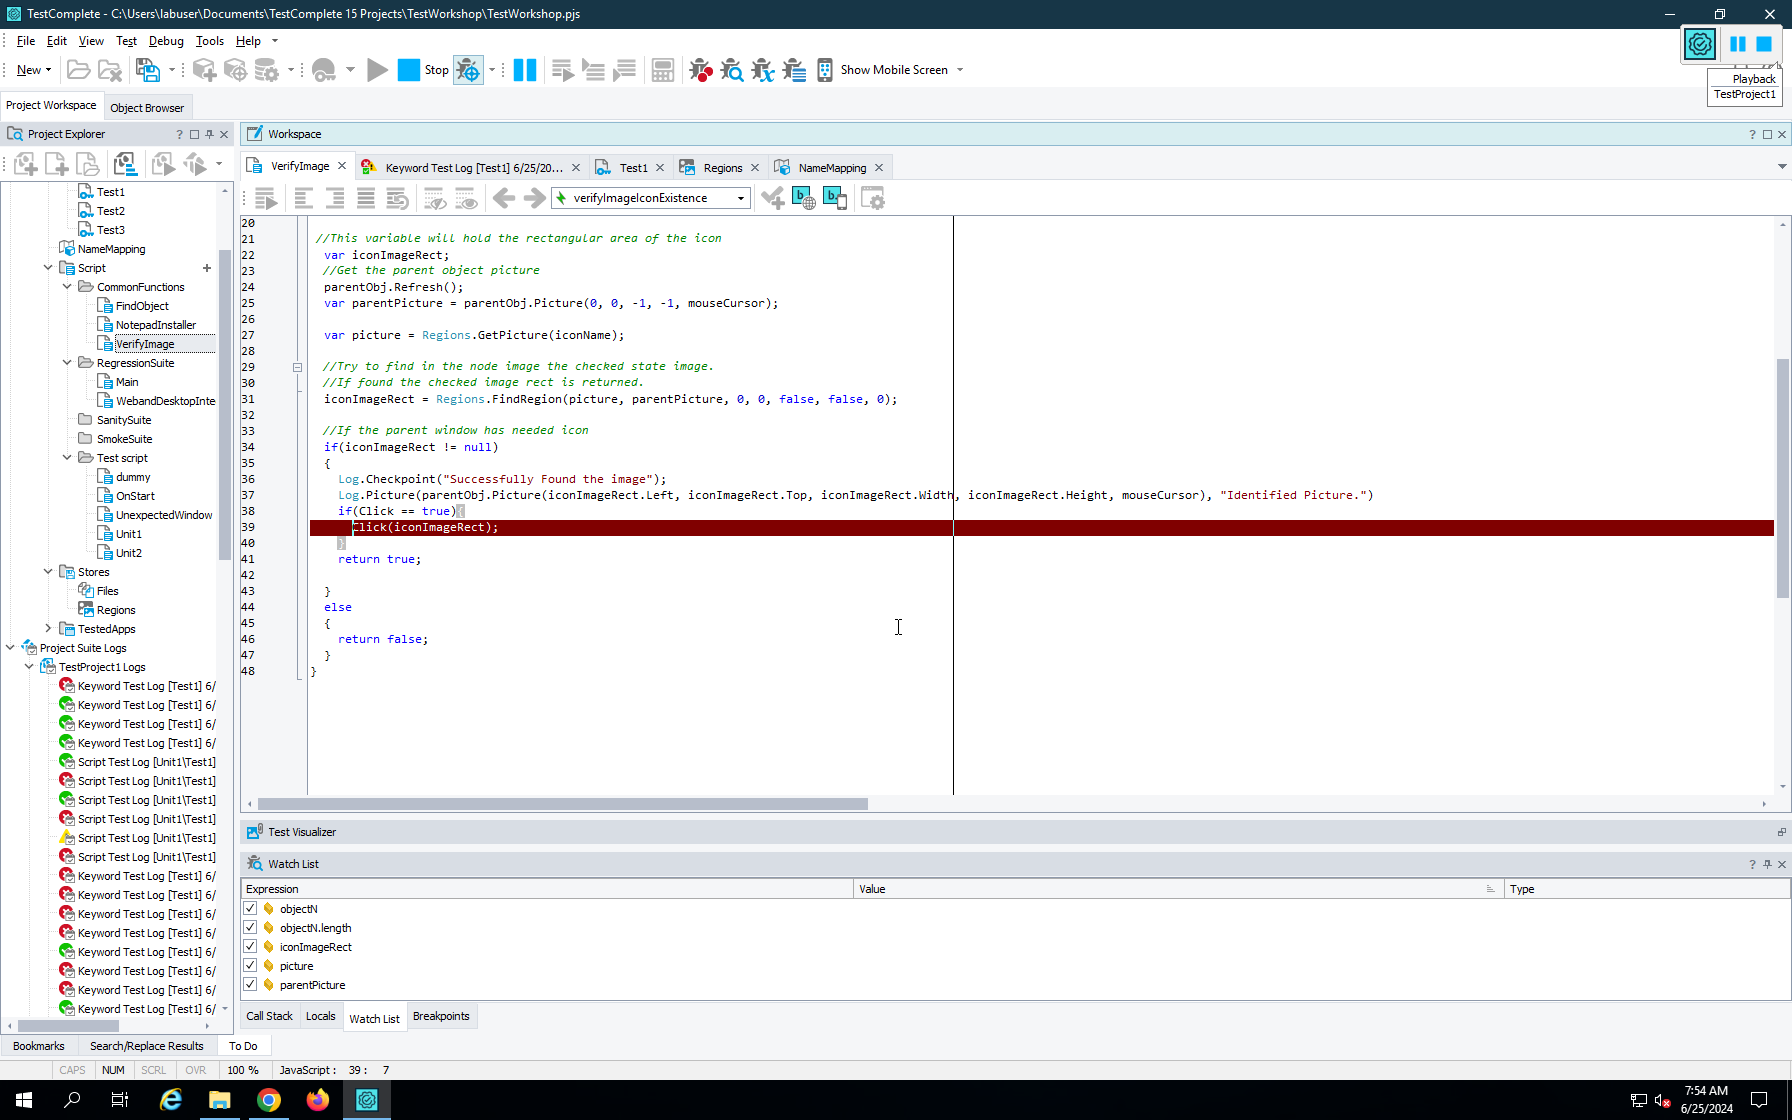 TestComplete - C:\Users\labuser\Documents\TestComplete 15 Projects\TestWorkshop\TestWorkshop.pjs
File Edit View Test Debug Tools Help
New Stop Show Mobile Screen
Playback
TestProject1
Project Workspace Object Browser
Project Explorer
Workspace
VerifyImage Keyword Test Log [Test1] 6/25/20... Test1 Regions NameMapping
verifyImageIconExistence
Test1
Test2
Test3
NameMapping
Script
CommonFunctions
FindObject
NotepadInstaller
VerifyImage
RegressionSuite
Main
WebandDesktopInte
SanitySuite
SmokeSuite
Test script
dummy
OnStart
UnexpectedWindow
Unit1
Unit2
Stores
Files
Regions
TestedApps
Project Suite Logs
TestProject1 Logs
Keyword Test Log [Test1] 6/
Keyword Test Log [Test1] 6/
Keyword Test Log [Test1] 6/
Keyword Test Log [Test1] 6/
Script Test Log [Unit1\Test1]
Script Test Log [Unit1\Test1]
Script Test Log [Unit1\Test1]
Script Test Log [Unit1\Test1]
Script Test Log [Unit1\Test1]
Script Test Log [Unit1\Test1]
Keyword Test Log [Test1] 6/
Keyword Test Log [Test1] 6/
Keyword Test Log [Test1] 6/
Keyword Test Log [Test1] 6/
Keyword Test Log [Test1] 6/
Keyword Test Log [Test1] 6/
Keyword Test Log [Test1] 6/
Keyword Test Log [Test1] 6/
20
21 //This variable will hold the rectangular area of the icon
22 var iconImageRect;
23 //Get the parent object picture
24 parentObj.Refresh();
25 var parentPicture = parentObj.Picture(0, 0, -1, -1, mouseCursor);
26
27 var picture = Regions.GetPicture(iconName);
28
29 //Try to find in the node image the checked state image.
30 //If found the checked image rect is returned.
31 iconImageRect = Regions.FindRegion(picture, parentPicture, 0, 0, false, false, 0);
32
33 //If the parent window has needed icon
34 if(iconImageRect != null)
35 {
36 Log.Checkpoint("Successfully Found the image");
37 Log.Picture(parentObj.Picture(iconImageRect.Left, iconImageRect.Top, iconImageRect.Width, iconImageRect.Height, mouseCursor), "Identified Picture.")
38 if(Click == true){
39 Click(iconImageRect);
40 }
41 return true;
42
43 }
44 else
45 {
46 return false;
47 }
48 }
Test Visualizer
Watch List
Expression Value Type
objectN
objectN.length
iconImageRect
picture
parentPicture
Call Stack Locals Watch List Breakpoints
Bookmarks Search/Replace Results To Do
CAPS NUM SCRL OVR 100 % JavaScript : 39 : 7
7:54 AM
6/25/2024